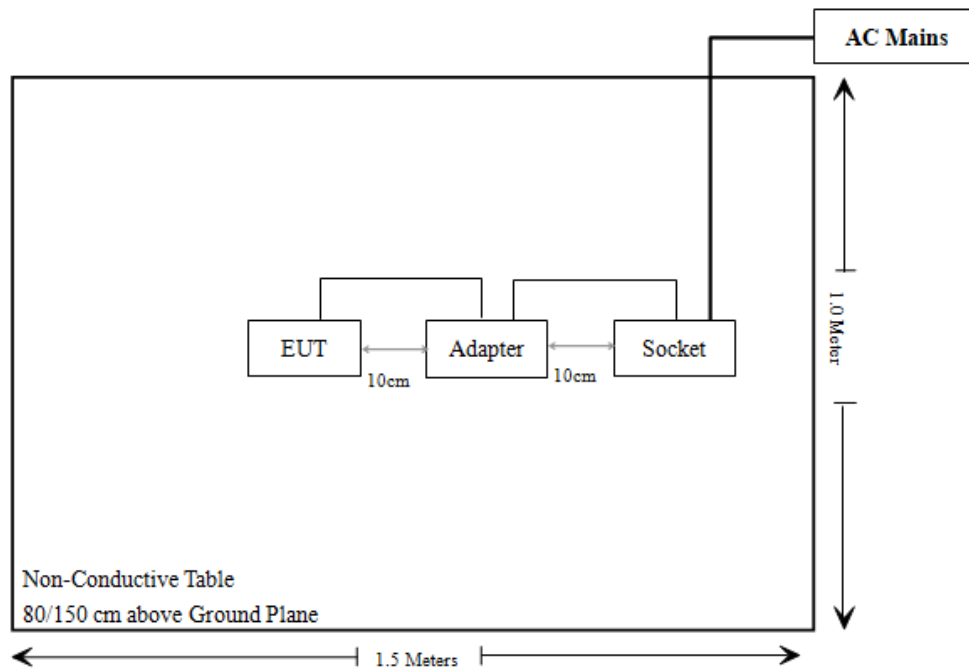 AC Mains
1.0 Meter
EUT
Adapter
Socket
10cm
10cm
Non-Conductive Table
80/150 cm above Ground Plane
1.5 Meters